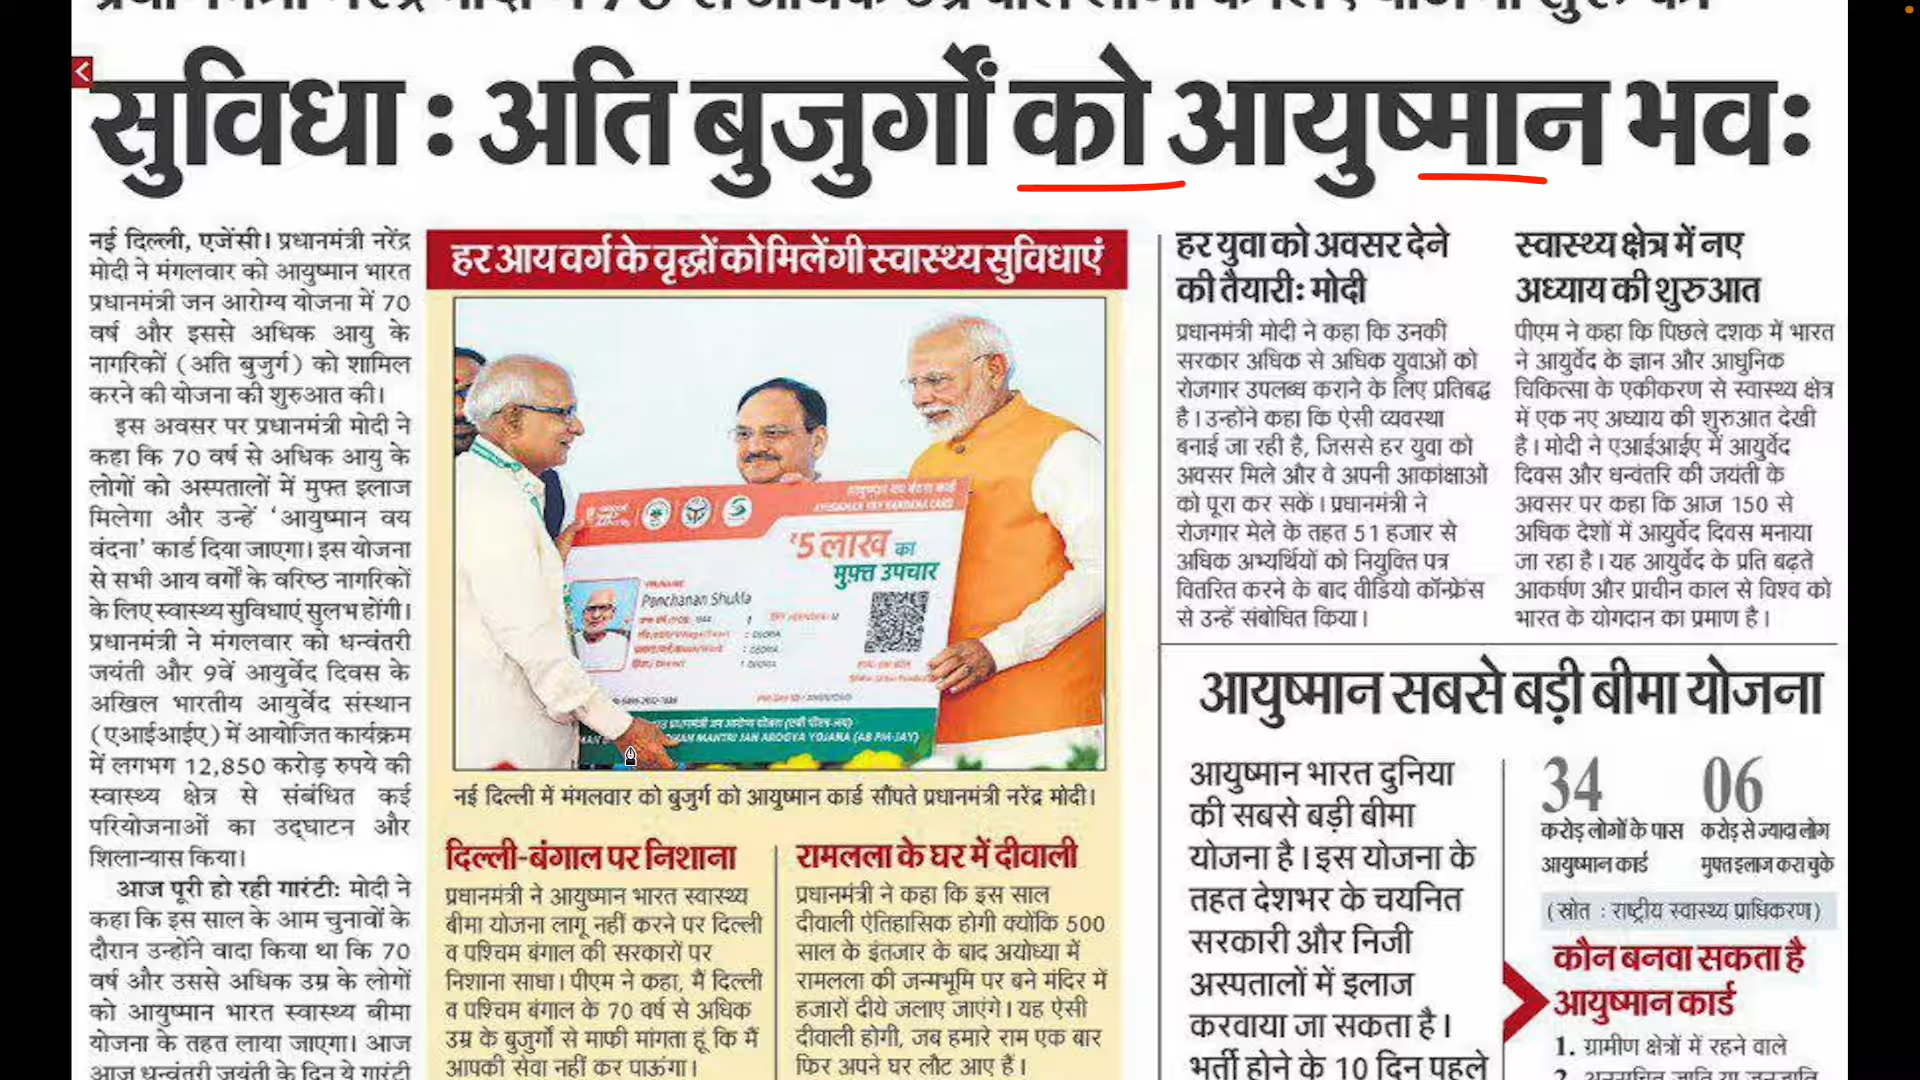 सुविधा : अति बुजुर्गों को आयुष्मान भवः
नई दिल्ली, एजेंसी। प्रधानमंत्री नरेंद्र
मोदी ने मंगलवार को आयुष्मान भारत
प्रधानमंत्री जन आरोग्य योजना में 70
वर्ष और इससे अधिक आयु के
नागरिकों (अति बुजुर्ग) को शामिल
करने की योजना की शुरुआत की।
इस अवसर पर प्रधानमंत्री मोदी ने
कहा कि 70 वर्ष से अधिक आयु के
लोगों को अस्पतालों में मुफ्त इलाज
मिलेगा और उन्हें ‘आयुष्मान वय
वंदना’ कार्ड दिया जाएगा। इस योजना
से सभी आय वर्गों के वरिष्ठ नागरिकों
के लिए स्वास्थ्य सुविधाएं सुलभ होंगी।
प्रधानमंत्री ने मंगलवार को धन्वंतरी
जयंती और 9वें आयुर्वेद दिवस के
अखिल भारतीय आयुर्वेद संस्थान
(एआईआईए) में आयोजित कार्यक्रम
में लगभग 12,850 करोड़ रुपये की
स्वास्थ्य क्षेत्र से संबंधित कई
परियोजनाओं का उद्घाटन और
शिलान्यास किया।
आज पूरी हो रही गारंटी: मोदी ने
कहा कि इस साल के आम चुनावों के
दौरान उन्होंने वादा किया था कि 70
वर्ष और उससे अधिक उम्र के लोगों
को आयुष्मान भारत स्वास्थ्य बीमा
योजना के तहत लाया जाएगा। आज
आज धन्वंतरी जयंती के दिन ये गारंटी
हर आय वर्ग के वृद्धों को मिलेंगी स्वास्थ्य सुविधाएं
5 लाख का
मुफ़्त उपचार
Panchanan Shukla
MANTRI JAN AROGYA YOJANA (AB PM-JAY)
नई दिल्ली में मंगलवार को बुजुर्ग को आयुष्मान कार्ड सौंपते प्रधानमंत्री नरेंद्र मोदी।
दिल्ली-बंगाल पर निशाना
प्रधानमंत्री ने आयुष्मान भारत स्वास्थ्य
बीमा योजना लागू नहीं करने पर दिल्ली
व पश्चिम बंगाल की सरकारों पर
निशाना साधा। पीएम ने कहा, मैं दिल्ली
व पश्चिम बंगाल के 70 वर्ष से अधिक
उम्र के बुजुर्गों से माफी मांगता हूं कि मैं
आपकी सेवा नहीं कर पाऊंगा।
रामलला के घर में दीवाली
प्रधानमंत्री ने कहा कि इस साल
दीवाली ऐतिहासिक होगी क्योंकि 500
साल के इंतजार के बाद अयोध्या में
रामलला की जन्मभूमि पर बने मंदिर में
हजारों दीये जलाए जाएंगे। यह ऐसी
दीवाली होगी, जब हमारे राम एक बार
फिर अपने घर लौट आए हैं।
हर युवा को अवसर देने
की तैयारीः मोदी
प्रधानमंत्री मोदी ने कहा कि उनकी
सरकार अधिक से अधिक युवाओं को
रोजगार उपलब्ध कराने के लिए प्रतिबद्ध
है। उन्होंने कहा कि ऐसी व्यवस्था
बनाई जा रही है, जिससे हर युवा को
अवसर मिले और वे अपनी आकांक्षाओं
को पूरा कर सकें। प्रधानमंत्री ने
रोजगार मेले के तहत 51 हजार से
अधिक अभ्यर्थियों को नियुक्ति पत्र
वितरित करने के बाद वीडियो कॉन्फ्रेंस
से उन्हें संबोधित किया।
स्वास्थ्य क्षेत्र में नए
अध्याय की शुरुआत
पीएम ने कहा कि पिछले दशक में भारत
ने आयुर्वेद के ज्ञान और आधुनिक
चिकित्सा के एकीकरण से स्वास्थ्य क्षेत्र
में एक नए अध्याय की शुरुआत देखी
है। मोदी ने एआईआईए में आयुर्वेद
दिवस और धन्वंतरि की जयंती के
अवसर पर कहा कि आज 150 से
अधिक देशों में आयुर्वेद दिवस मनाया
जा रहा है। यह आयुर्वेद के प्रति बढ़ते
आकर्षण और प्राचीन काल से विश्व को
भारत के योगदान का प्रमाण है।
आयुष्मान सबसे बड़ी बीमा योजना
आयुष्मान भारत दुनिया
की सबसे बड़ी बीमा
योजना है। इस योजना के
तहत देशभर के चयनित
सरकारी और निजी
अस्पतालों में इलाज
करवाया जा सकता है।
भर्ती होने के 10 दिन पहले
34
करोड़ लोगों के पास
आयुष्मान कार्ड
06
करोड़ से ज्यादा लोग
मुफ्त इलाज करा चुके
(स्रोत : राष्ट्रीय स्वास्थ्य प्राधिकरण)
कौन बनवा सकता है
आयुष्मान कार्ड
1. ग्रामीण क्षेत्रों में रहने वाले